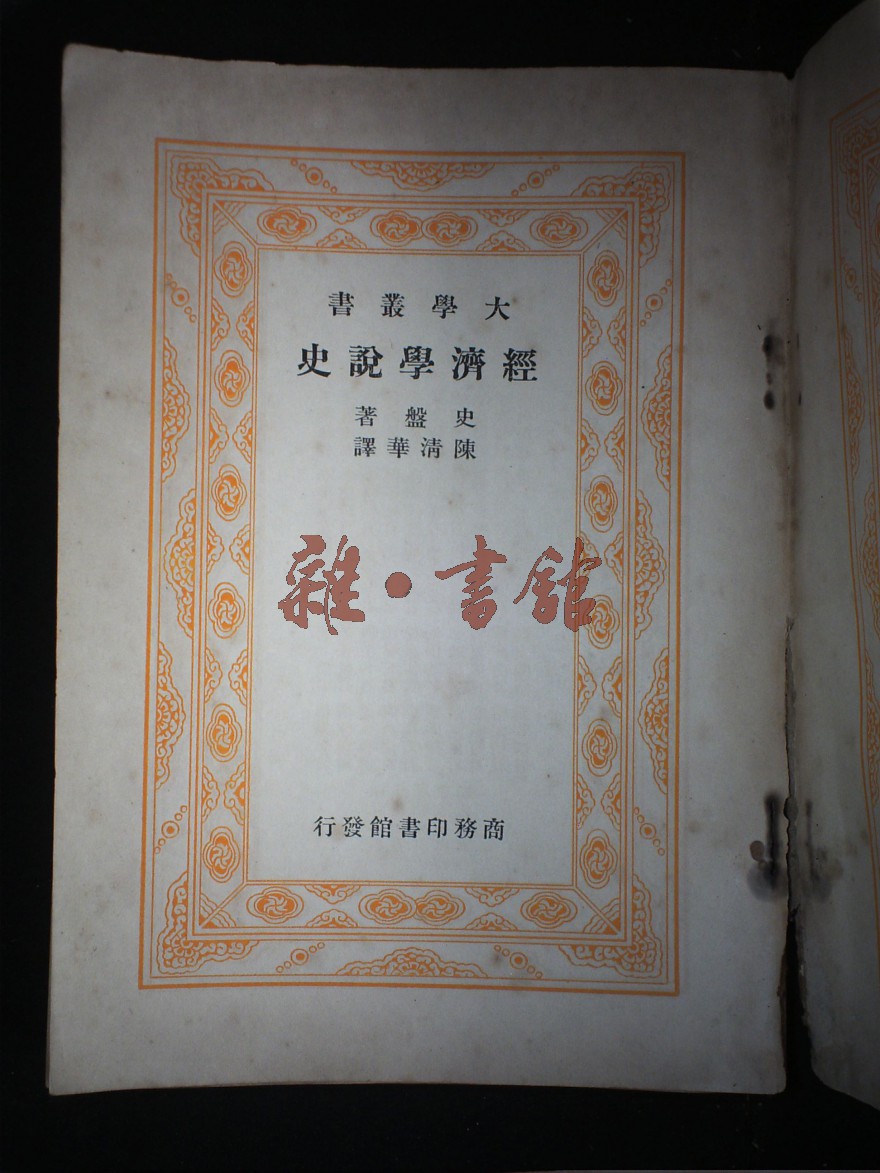 大學叢書
經濟學說史
史盤著
陳清華譯
雜·書館
商務印書館發行